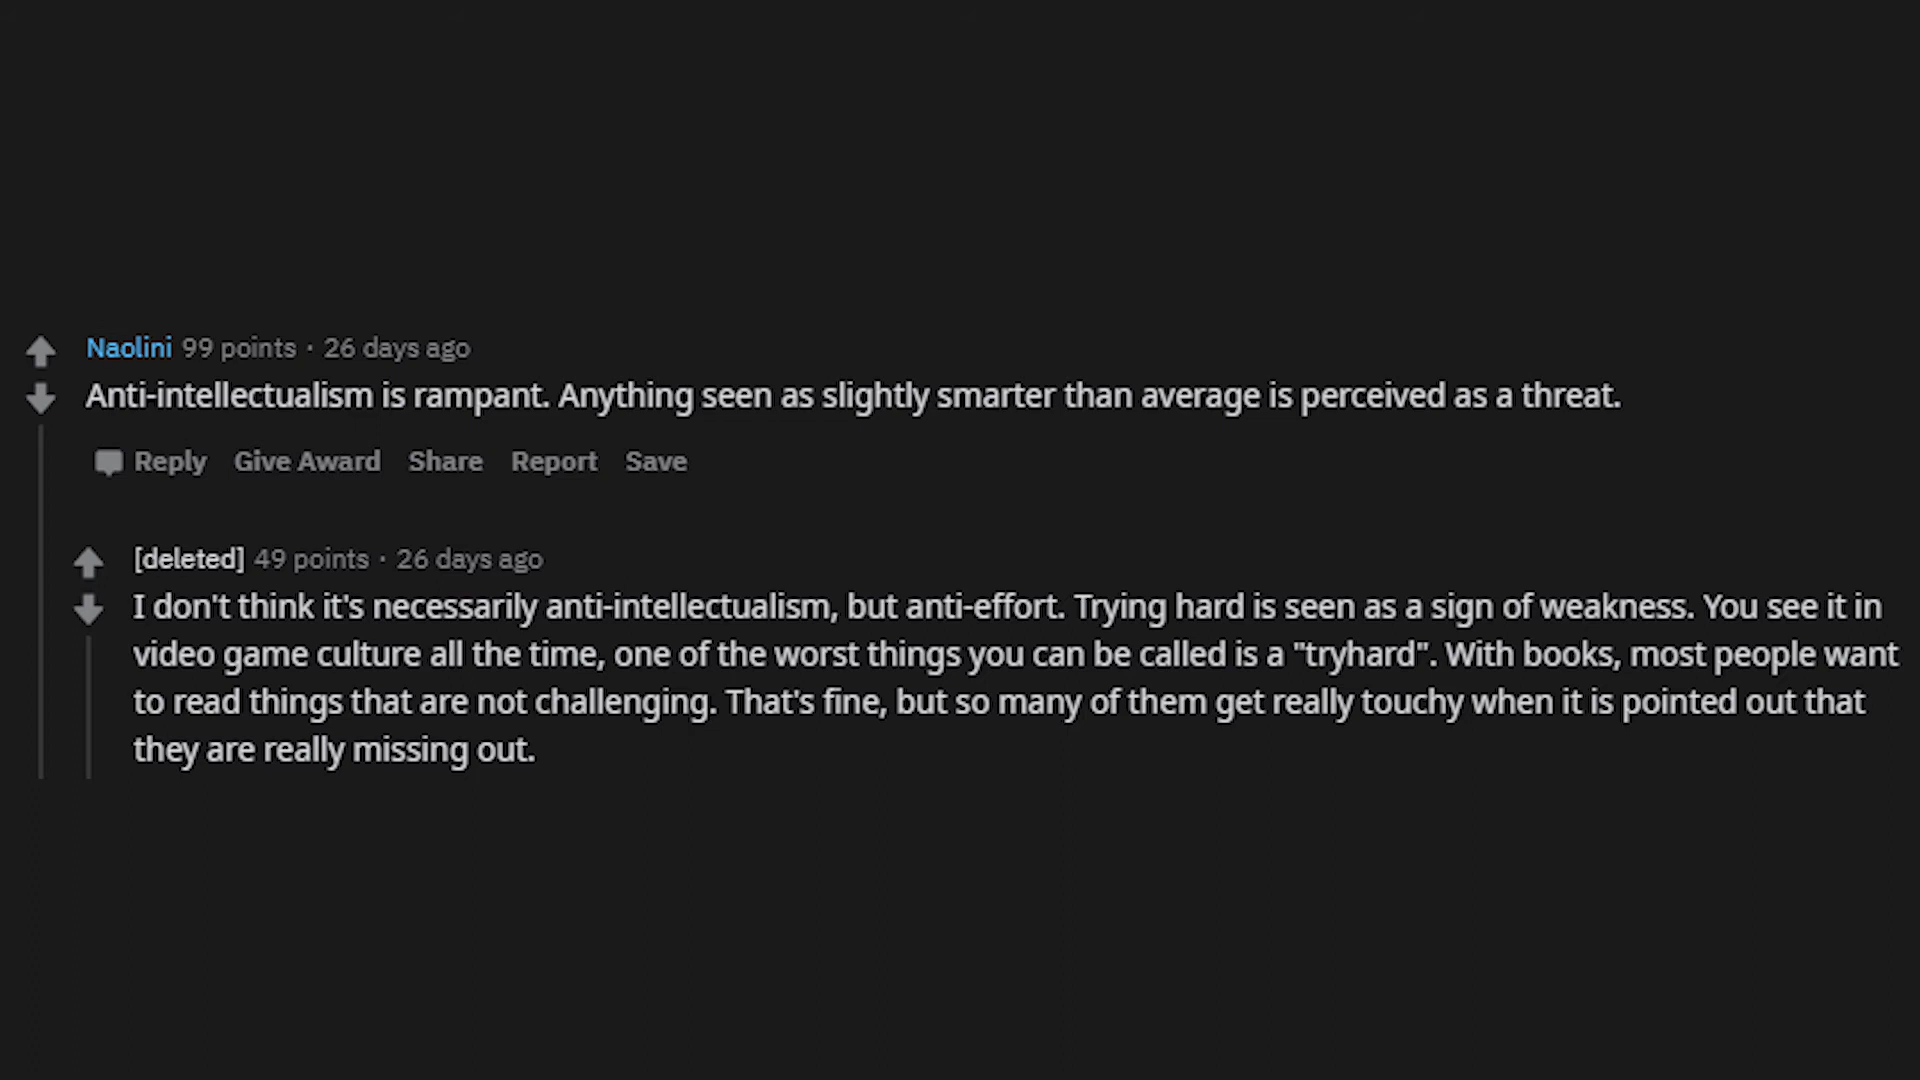 Naolini 99 points · 26 days ago
Anti-intellectualism is rampant. Anything seen as slightly smarter than average is perceived as a threat.
Reply Give Award Share Report Save
[deleted] 49 points · 26 days ago
I don't think it's necessarily anti-intellectualism, but anti-effort. Trying hard is seen as a sign of weakness. You see it in
video game culture all the time, one of the worst things you can be called is a "tryhard". With books, most people want
to read things that are not challenging. That's fine, but so many of them get really touchy when it is pointed out that
they are really missing out.